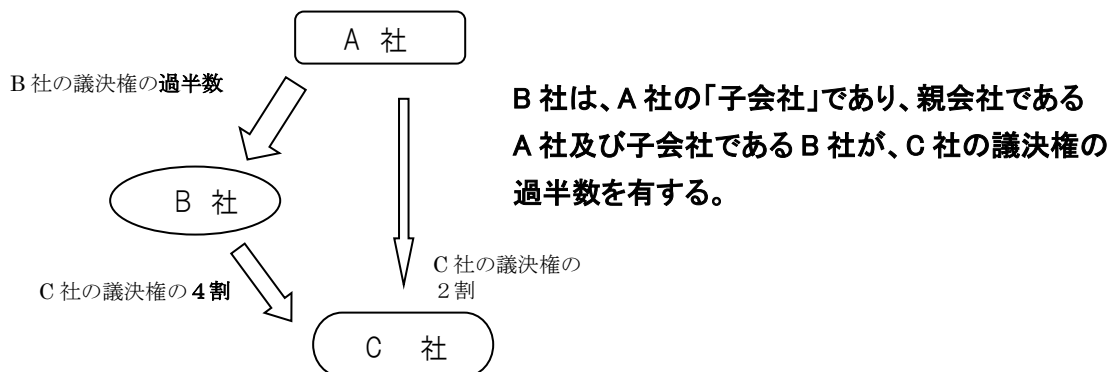 A 社
B 社の議決権の過半数
B 社は、A 社の「子会社」であり、親会社である
A 社及び子会社である B 社が、C 社の議決権の
過半数を有する。
B 社
C 社の議決権の 4 割
C 社の議決権の
２割
C 社